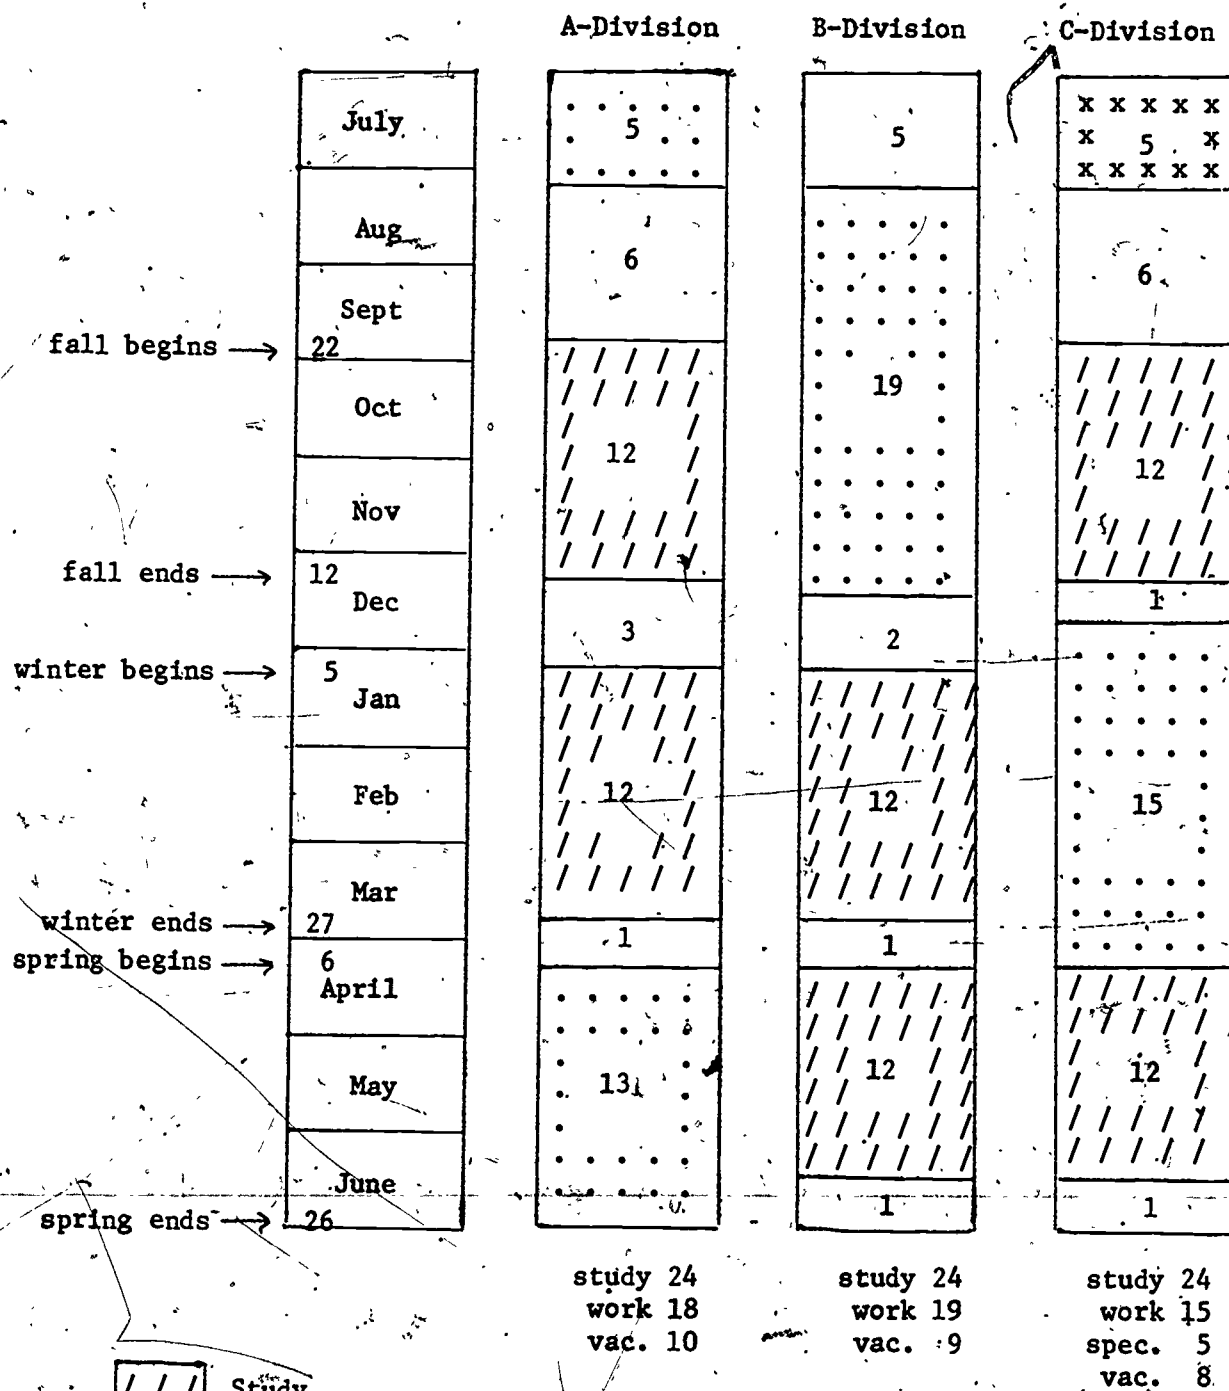 A-Division B-Division C-Division
July 5 5 x x x x x
x 5 x
x x x x x
Aug 6 6
Sept
fall begins → 22
Oct 19
12 12
Nov
fall ends → 12
Dec 3 2 1
winter begins → 5
Jan
Feb 12 12 15
Mar
winter ends → 27
1 1
spring begins → 6
April
May 13 12 12
June
1 1
spring ends → 26
study 24 study 24 study 24
work 18 work 19 work 15
vac. 10 vac. 9 spec. 5
vac. 8
Study